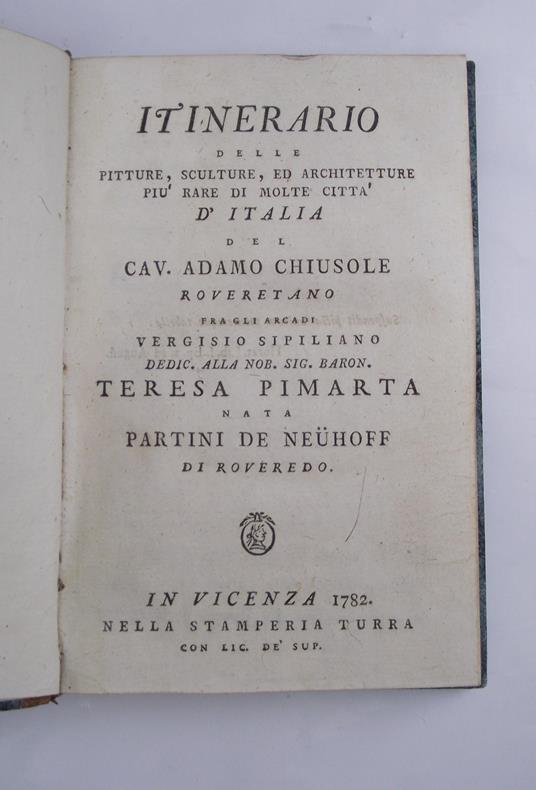 ITINERARIO
DELLE
PITTURE, SCULTURE, ED ARCHITETTURE
PIU' RARE DI MOLTE CITTA'
D' ITALIA
DEL
CAV. ADAMO CHIUSOLE
ROVERETANO
FRA GLI ARCADI
VERGISIO SIPILIANO
DEDIC. ALLA NOB. SIG. BARON.
TERESA PIMARTA
NATA
PARTINI DE NEÜHOFF
DI ROVEREDO.
IN VICENZA 1782.
NELLA STAMPERIA TURRA
CON LIC. DE' SUP.